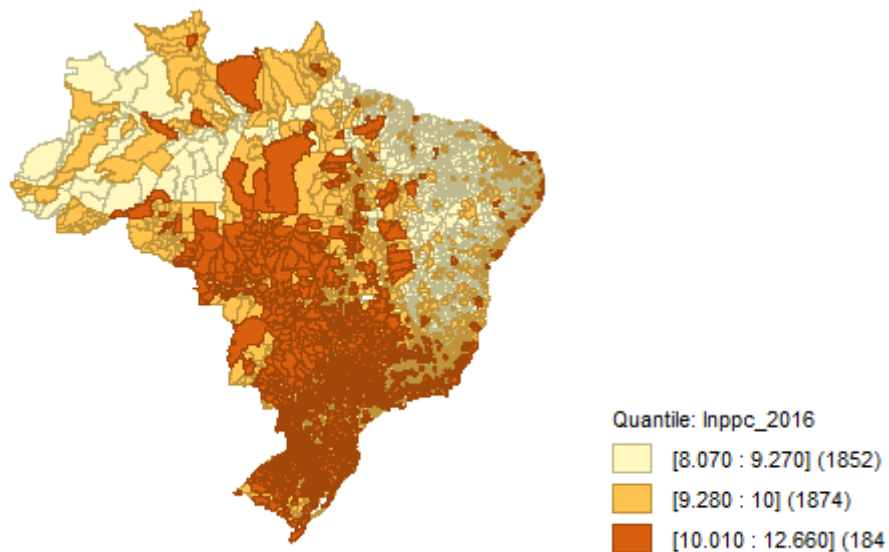 Quantile: lnppc_2016
[8.070 : 9.270] (1852)
[9.280 : 10] (1874)
[10.010 : 12.660] (184